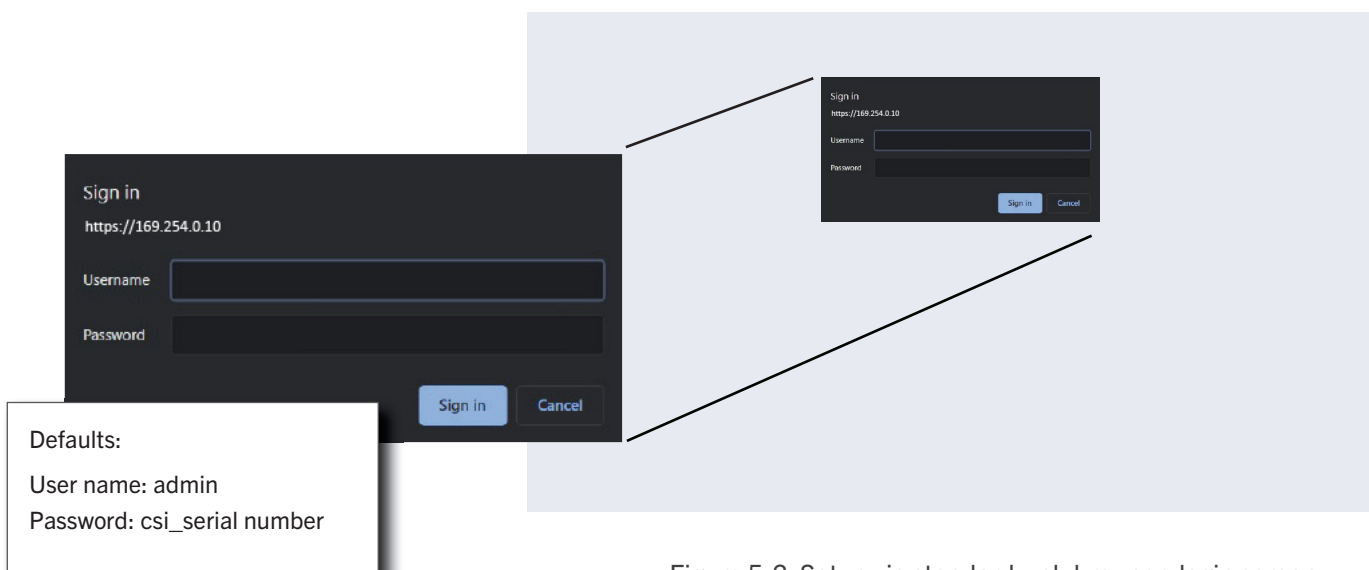 Sign in
https://169.254.0.10
Username
Password
Sign in Cancel
Sign in
https://169.254.0.10
Username
Password
Sign in Cancel
Defaults:
User name: admin
Password: csi_serial number